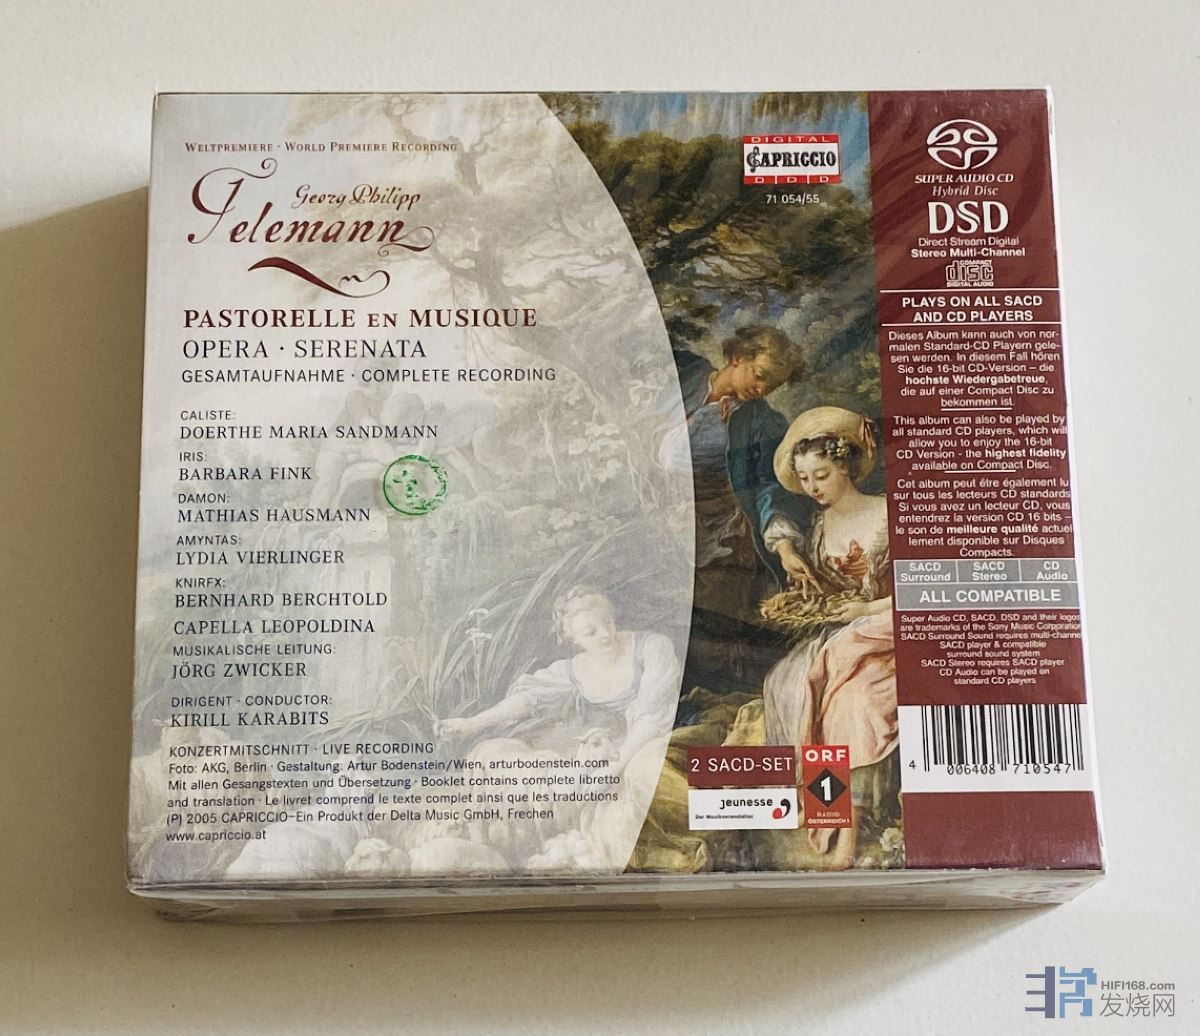 WELTPREMIERE · WORLD PREMIERE RECORDING
Georg Philipp
Telemann
PASTORELLE EN MUSIQUE
OPERA · SERENATA
GESAMTAUFNAHME · COMPLETE RECORDING
CALISTE:
DOERTHE MARIA SANDMANN
IRIS:
BARBARA FINK
DAMON:
MATHIAS HAUSMANN
AMYNTAS:
LYDIA VIERLINGER
KNIRFX:
BERNHARD BERCHTOLD
CAPELLA LEOPOLDINA
MUSIKALISCHE LEITUNG:
JÖRG ZWICKER
DIRIGENT · CONDUCTOR:
KIRILL KARABITS
KONZERTMITSCHNITT · LIVE RECORDING
Foto: AKG, Berlin · Gestaltung: Artur Bodenstein/Wien, arturbodenstein.com
Mit allen Gesangstexten und Übersetzung · Booklet contains complete libretto
and translation · Le livret comprend le texte complet ainsi que les traductions
(P) 2005 CAPRICCIO–Ein Produkt der Delta Music GmbH, Frechen
www.capriccio.at
DIGITAL
CAPRICCIO
D D D
71 054/55
2 SACD-SET
jeunesse
Der Musikveranstalter
ORF
1
RADIO
ÖSTERREICH 1
SUPER AUDIO CD
Hybrid Disc
DSD
Direct Stream Digital
Stereo Multi-Channel
COMPACT
disc
DIGITAL AUDIO
PLAYS ON ALL SACD
AND CD PLAYERS
Dieses Album kann auch von nor-
malen Standard-CD Playern gele-
sen werden. In diesem Fall hören
Sie die 16-bit CD-Version – die
hochste Wiedergabetreue,
die auf einer Compact Disc zu
bekommen ist.
This album can also be played by
all standard CD players, which will
allow you to enjoy the 16-bit
CD Version - the highest fidelity
available on Compact Disc.
Cet album peut être également lu
sur tous les lecteurs CD standards
Si vous avez un lecteur CD, vous
entendrez la version CD 16 bits –
le son de meilleure qualité actuel
lement disponible sur Disques
Compacts.
SACD Surround SACD Stereo CD Audio
ALL COMPATIBLE
Super Audio CD, SACD, DSD and their logos
are trademarks of the Sony Music Corporation
SACD Surround Sound requires multi-channe
SACD player & compatible
surround sound system
SACD Stereo requires SACD player
CD Audio can be played on
standard CD players
4 006408 710547
HIFI168.com
发烧网